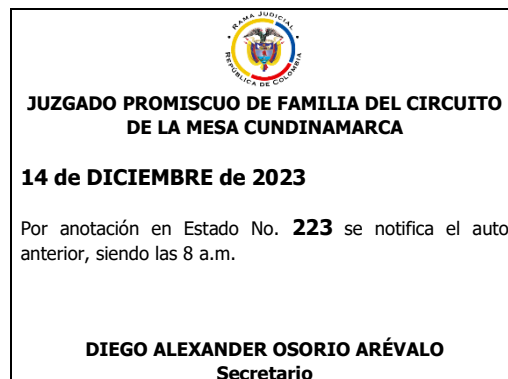 RAMA JUDICIAL
REPÚBLICA DE COLOMBIA
JUZGADO PROMISCUO DE FAMILIA DEL CIRCUITO
DE LA MESA CUNDINAMARCA
14 de DICIEMBRE de 2023
Por anotación en Estado No. 223 se notifica el auto
anterior, siendo las 8 a.m.
DIEGO ALEXANDER OSORIO ARÉVALO
Secretario